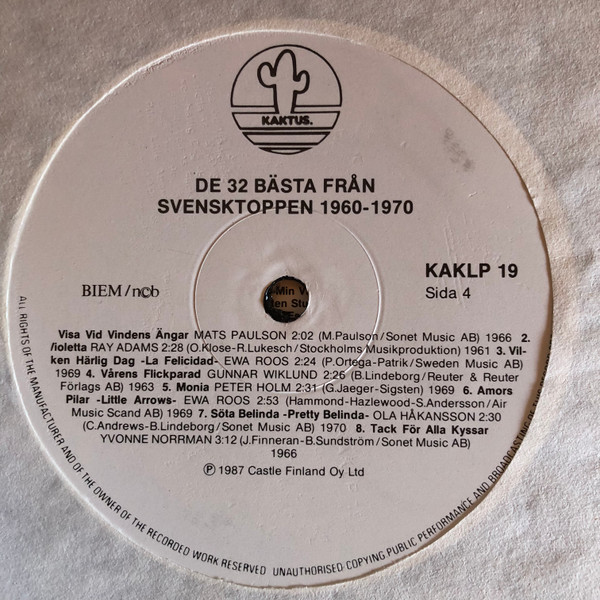 KAKTUS.
DE 32 BÄSTA FRÅN
SVENSKTOPPEN 1960-1970
BIEM/ncb
KAKLP 19
Sida 4
Min V
en Stu
Visa Vid Vindens Ängar MATS PAULSON 2:02 (M.Paulson/Sonet Music AB) 1966 2.
/ioletta RAY ADAMS 2:28 (O.Klose-R.Lukesch/Stockholms Musikproduktion) 1961 3. Vil-
ken Härlig Dag -La Felicidad- EWA ROOS 2:24 (P.Ortega-Patrik/Sweden Music AB)
1969 4. Vårens Flickparad GUNNAR WIKLUND 2:26 (B.Lindeborg/Reuter & Reuter
Förlags AB) 1963 5. Monia PETER HOLM 2:31 (G.Jaeger-Sigsten) 1969 6. Amors
Pilar -Little Arrows- EWA ROOS 2:53 (Hammond-Hazlewood-S.Andersson/Air
Music Scand AB) 1969 7. Söta Belinda -Pretty Belinda- OLA HÅKANSSON 2:30
(C.Andrews-B.Lindeborg/Sonet Music AB) 1970 8. Tack För Alla Kyssar
YVONNE NORRMAN 3:12 (J.Finneran-B.Sundström/Sonet Music AB)
1966
Ⓟ 1987 Castle Finland Oy Ltd
ALL RIGHTS OF THE MANUFACTURER AND OF THE OWNER OF THE RECORDED WORK RESERVED UNAUTHORISED COPYING PUBLIC PERFORMANCE AND BROADCASTING OF